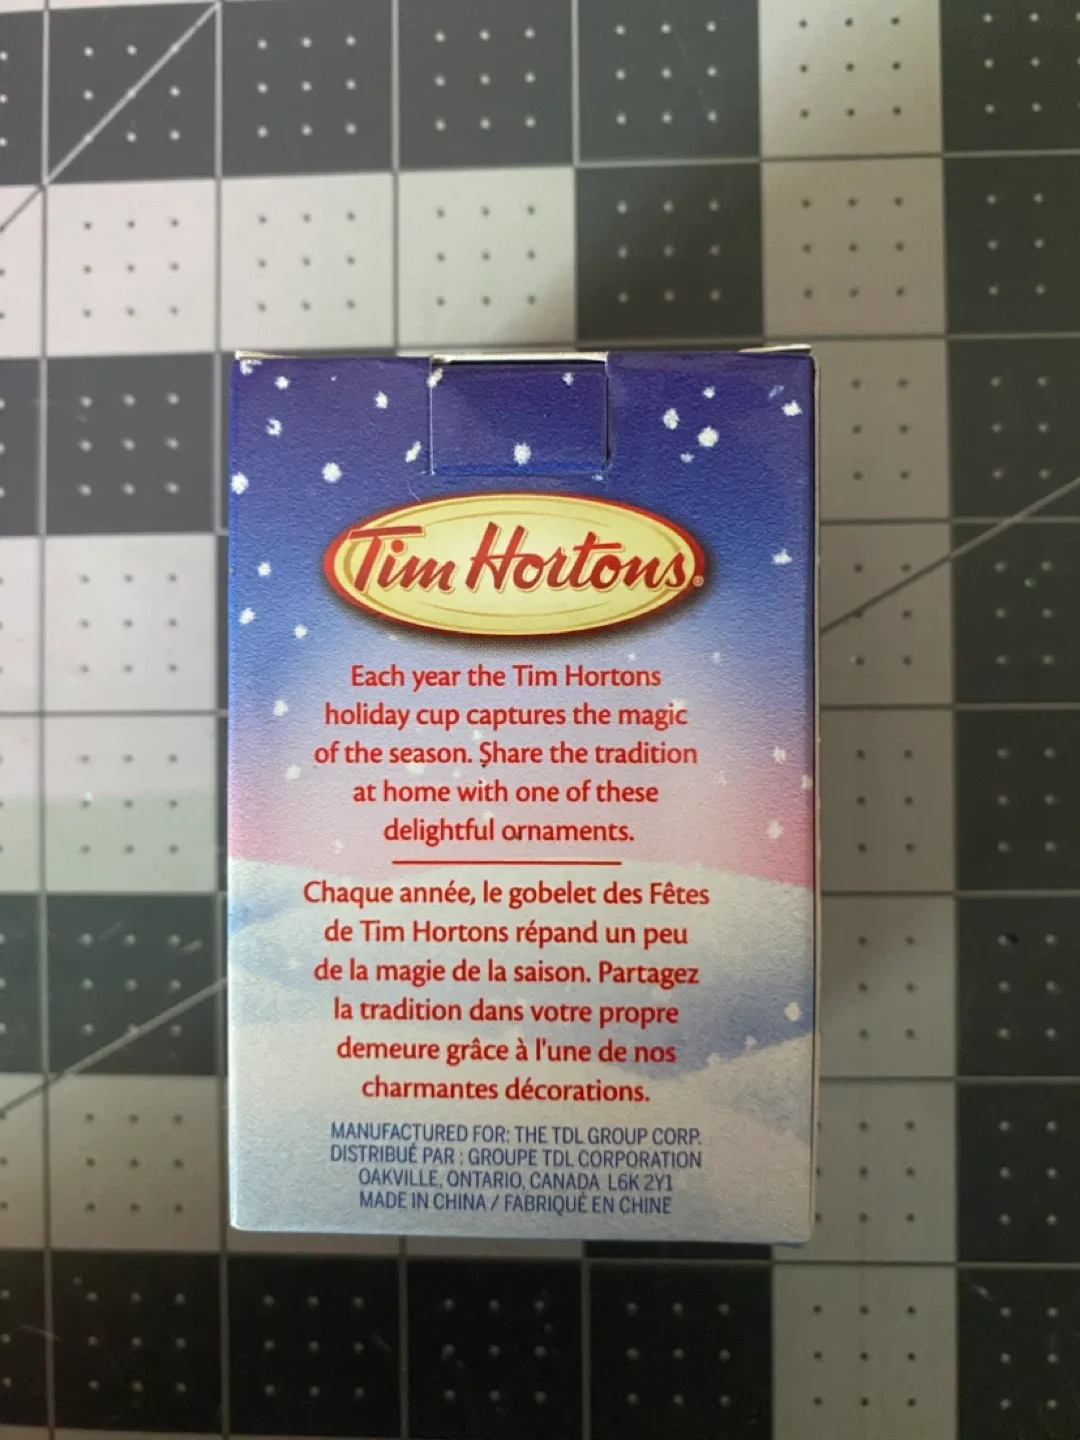 Tim Hortons®
Each year the Tim Hortons
holiday cup captures the magic
of the season. Share the tradition
at home with one of these
delightful ornaments.
Chaque année, le gobelet des Fêtes
de Tim Hortons répand un peu
de la magie de la saison. Partagez
la tradition dans votre propre
demeure grâce à l'une de nos
charmantes décorations.
MANUFACTURED FOR: THE TDL GROUP CORP.
DISTRIBUÉ PAR : GROUPE TDL CORPORATION
OAKVILLE, ONTARIO, CANADA L6K 2Y1
MADE IN CHINA / FABRIQUÉ EN CHINE